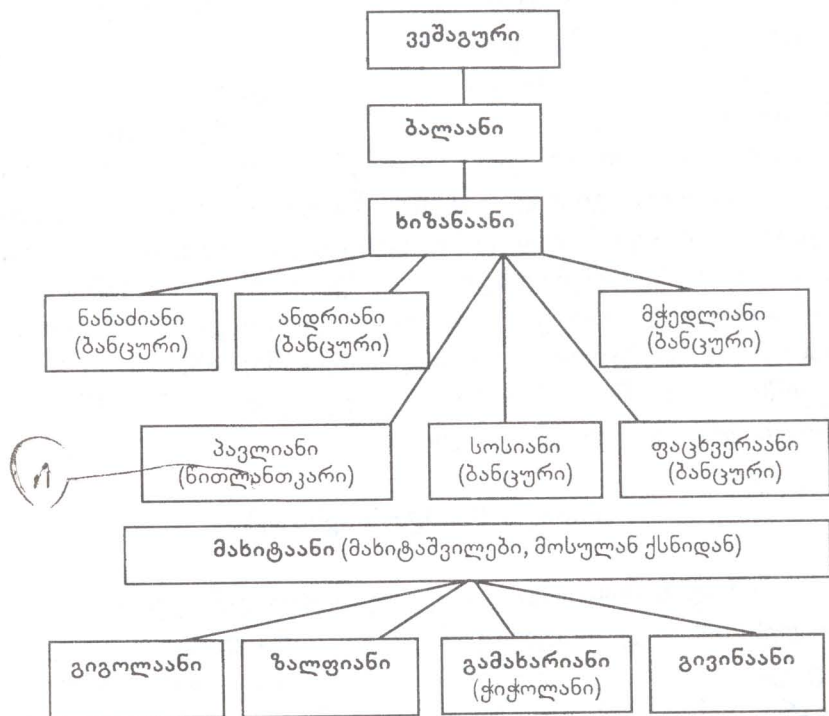 ვეშაგური
ბალაანი
ხიზანაანი
ნანაძიანი
(ბანცური)
ანდრიანი
(ბანცური)
მჭედლიანი
(ბანცური)
პავლიანი
(წითლანთკარი)
სოსიანი
(ბანცური)
ფაცხვერაანი
(ბანცური)
მახიტაანი (მახიტაშვილები, მოსულან ქსნიდან)
გიგოლაანი
ზალფიანი
გამახარიანი
(ჭიჭოლანი)
გივინაანი